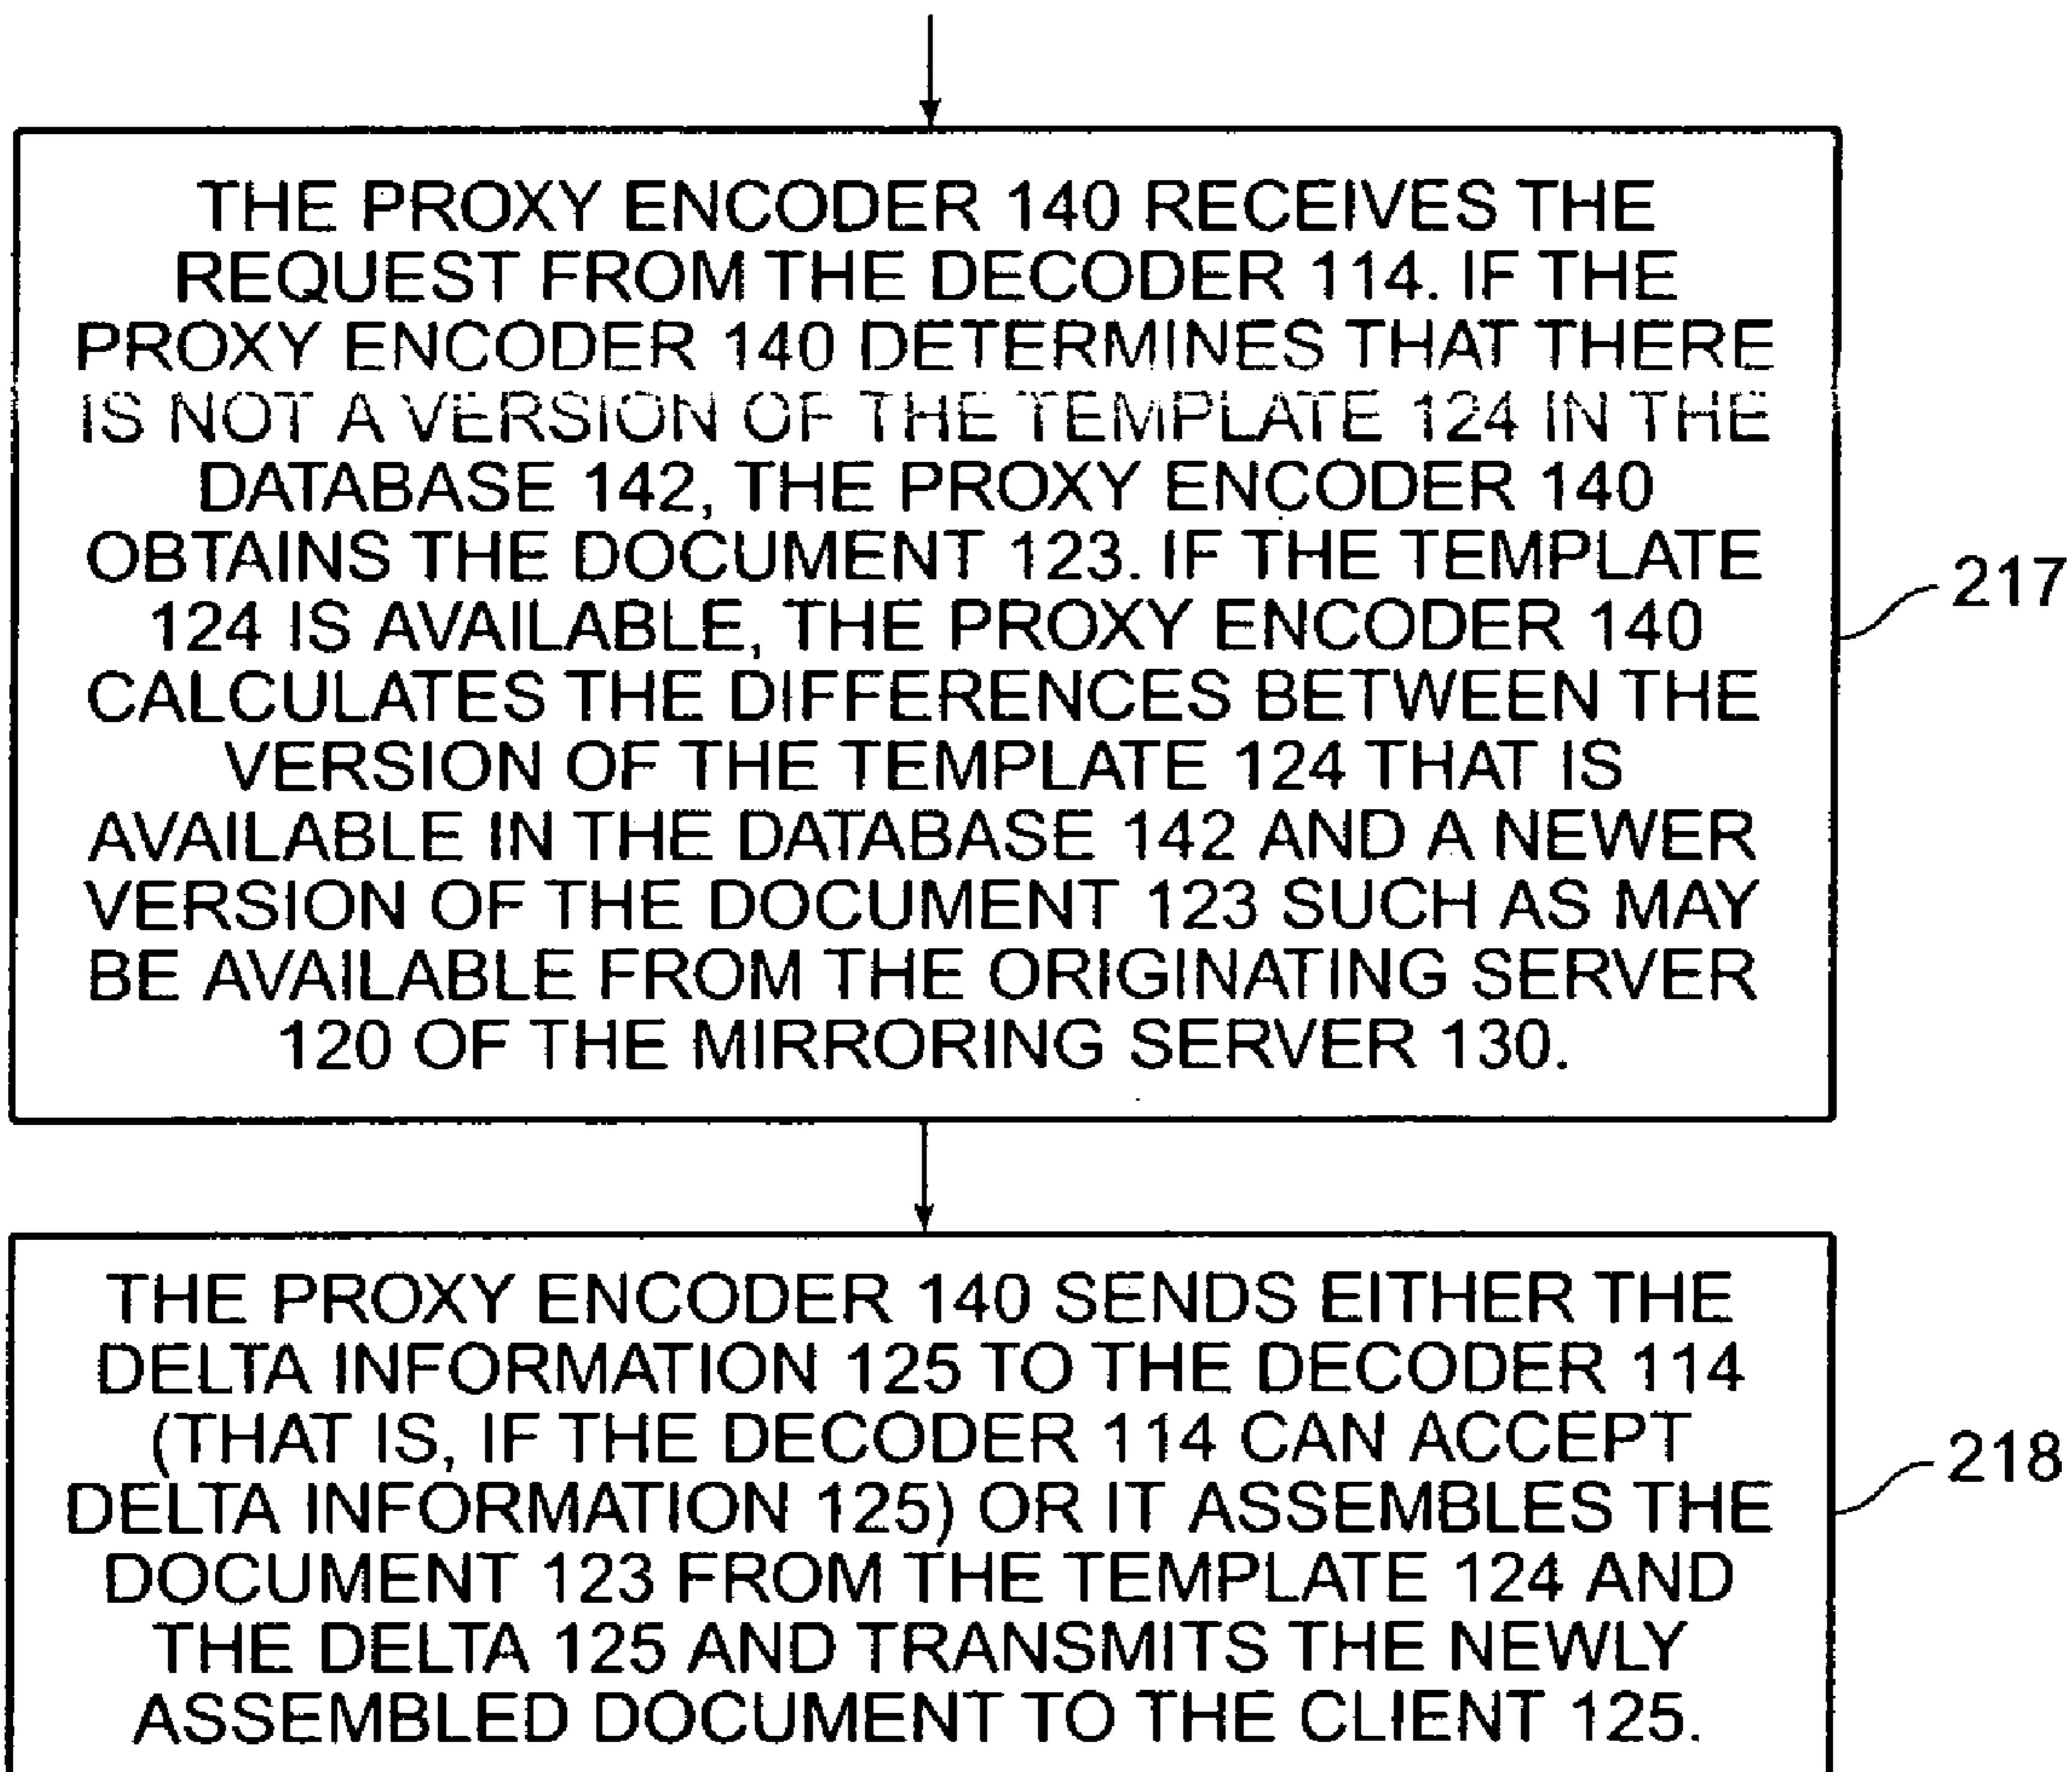 THE PROXY ENCODER 140 RECEIVES THE
REQUEST FROM THE DECODER 114. IF THE
PROXY ENCODER 140 DETERMINES THAT THERE
IS NOT A VERSION OF THE TEMPLATE 124 IN THE
DATABASE 142, THE PROXY ENCODER 140
OBTAINS THE DOCUMENT 123. IF THE TEMPLATE
124 IS AVAILABLE, THE PROXY ENCODER 140
CALCULATES THE DIFFERENCES BETWEEN THE
VERSION OF THE TEMPLATE 124 THAT IS
AVAILABLE IN THE DATABASE 142 AND A NEWER
VERSION OF THE DOCUMENT 123 SUCH AS MAY
BE AVAILABLE FROM THE ORIGINATING SERVER
120 OF THE MIRRORING SERVER 130.
217
THE PROXY ENCODER 140 SENDS EITHER THE
DELTA INFORMATION 125 TO THE DECODER 114
(THAT IS, IF THE DECODER 114 CAN ACCEPT
DELTA INFORMATION 125) OR IT ASSEMBLES THE
DOCUMENT 123 FROM THE TEMPLATE 124 AND
THE DELTA 125 AND TRANSMITS THE NEWLY
ASSEMBLED DOCUMENT TO THE CLIENT 125.
218